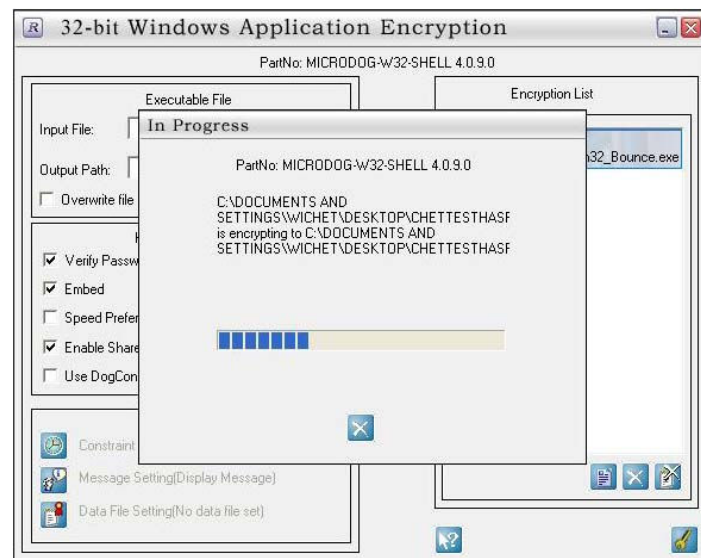 R 32-bit Windows Application Encryption
PartNo: MICRODOG-W32-SHELL 4.0.9.0
Executable File
Input File:
Output Path:
Overwrite file
Verify Passw
Embed
Speed Prefer
Enable Share
Use DogCon
Constraint
Message Setting(Display Message)
Data File Setting(No data file set)
In Progress
PartNo: MICRODOG-W32-SHELL 4.0.9.0
C:\DOCUMENTS AND
SETTINGS\WICHET\DESKTOP\CHETTESTHASF
is encrypting to C:\DOCUMENTS AND
SETTINGS\WICHET\DESKTOP\CHETTESTHASF
Encryption List
32_Bounce.exe